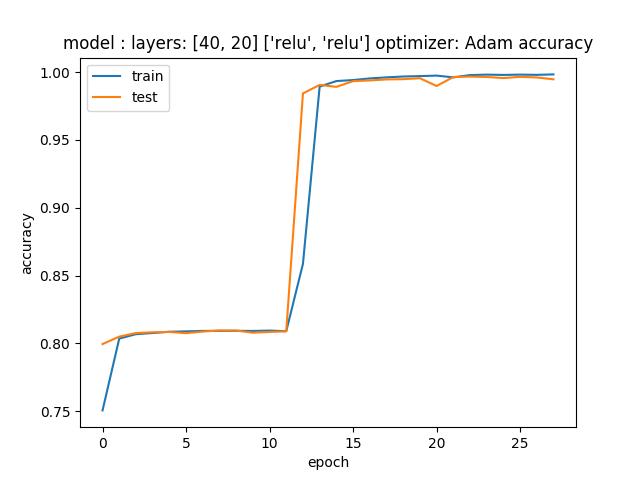 model : layers: [40, 20] ['relu', 'relu'] optimizer: Adam accuracy
train
test
1.00
0.95
0.90
0.85
0.80
0.75
accuracy
0 5 10 15 20 25
epoch